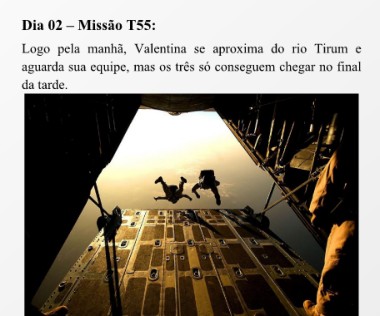 Dia 02 – Missão T55:
Logo pela manhã, Valentina se aproxima do rio Tirum e
aguarda sua equipe, mas os três só conseguem chegar no final
da tarde.